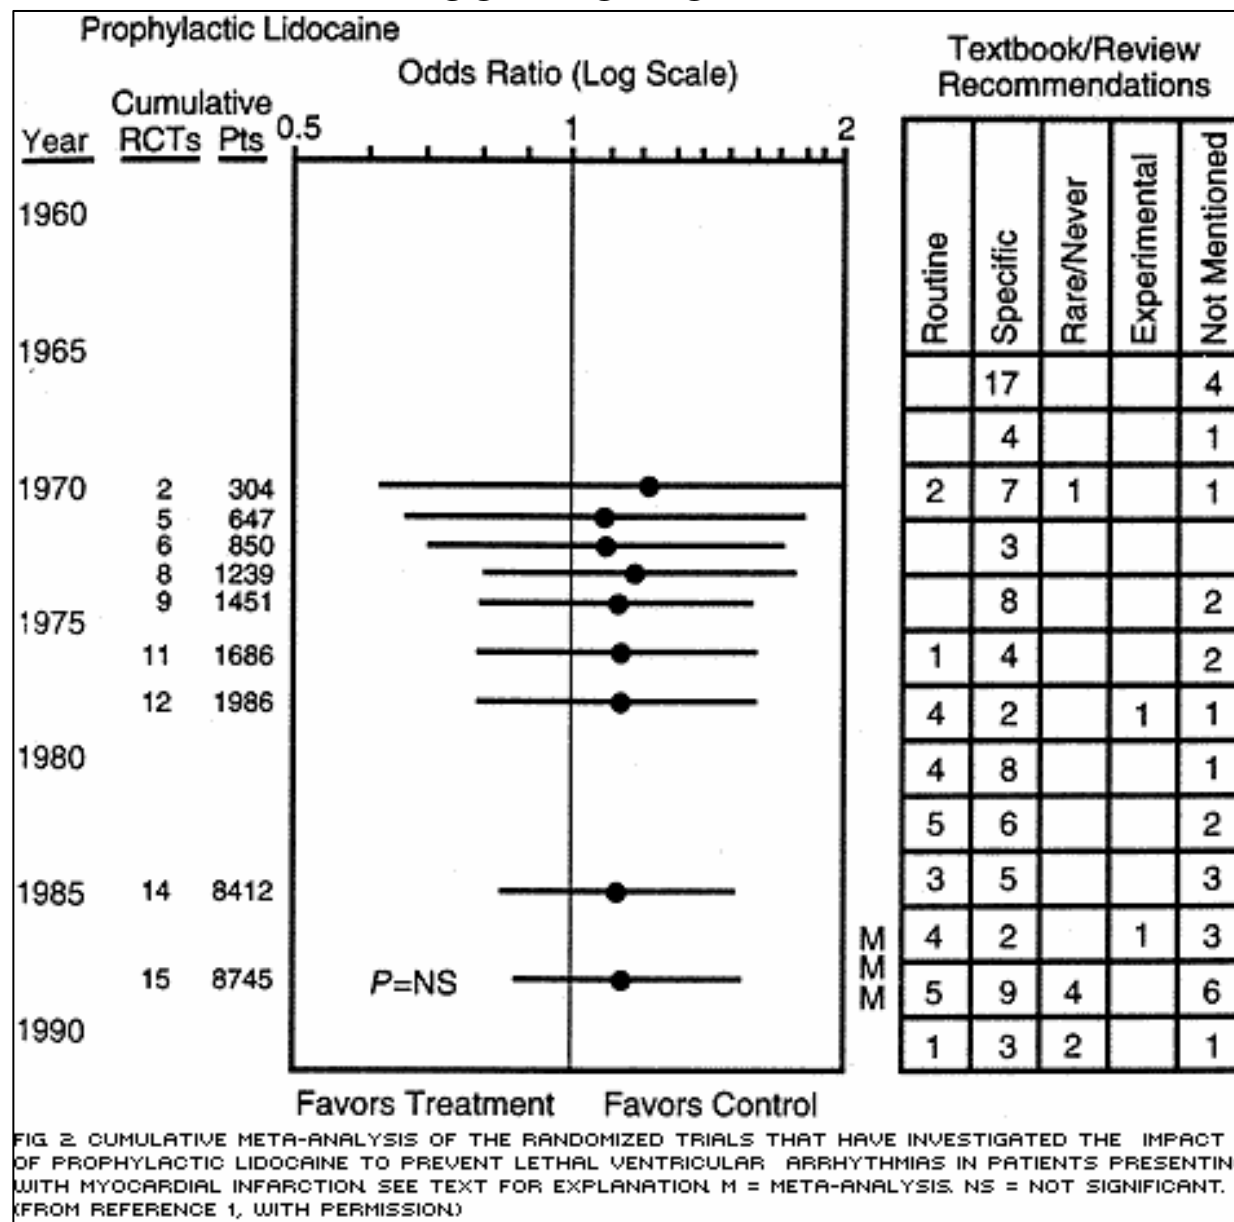 Prophylactic Lidocaine
Odds Ratio (Log Scale)
Textbook/Review
Recommendations
Cumulative
Year RCTs Pts 0.5 1 2
Routine Specific Rare/Never Experimental Not Mentioned
1960
1965
17 4
4 1
1970 2 304 2 7 1 1
5 647
6 850 3
8 1239
9 1451 8 2
1975
11 1686 1 4 2
12 1986 4 2 1 1
1980 4 8 1
5 6 2
1985 14 8412 3 5 3
M 4 2 1 3
M
15 8745 P=NS M 5 9 4 6
1990 1 3 2 1
Favors Treatment Favors Control
FIG 2. CUMULATIVE META-ANALYSIS OF THE RANDOMIZED TRIALS THAT HAVE INVESTIGATED THE IMPACT
OF PROPHYLACTIC LIDOCAINE TO PREVENT LETHAL VENTRICULAR ARRHYTHMIAS IN PATIENTS PRESENTIN
WITH MYOCARDIAL INFARCTION. SEE TEXT FOR EXPLANATION. M = META-ANALYSIS. NS = NOT SIGNIFICANT.
(FROM REFERENCE 1, WITH PERMISSION.)